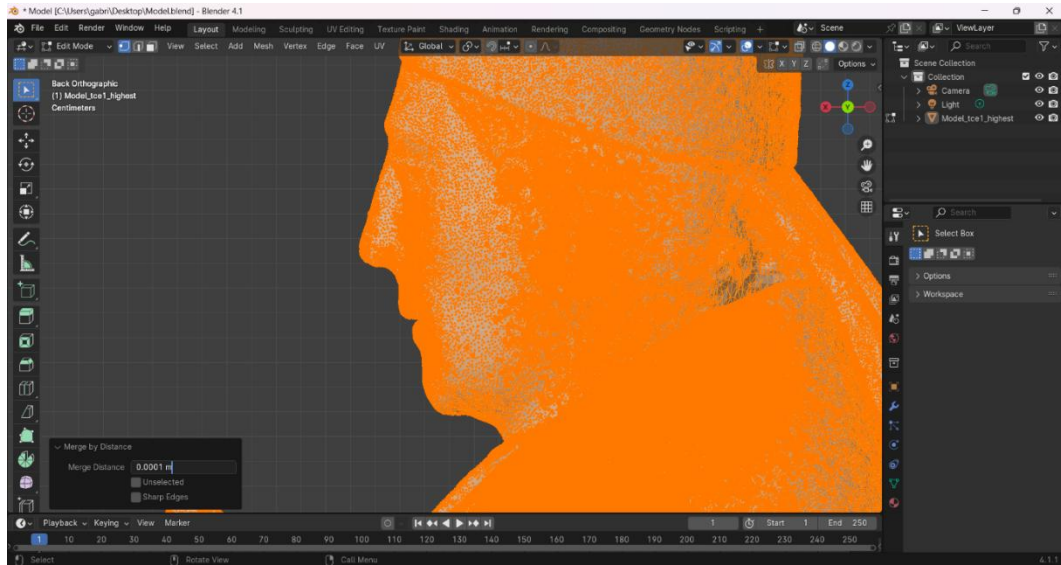 * Model [C:\Users\gabri\Desktop\Model.blend] - Blender 4.1
File Edit Render Window Help Layout Modeling Sculpting UV Editing Texture Paint Shading Animation Rendering Compositing Geometry Nodes Scripting + Scene ViewLayer
Edit Mode View Select Add Mesh Vertex Edge Face UV Global Search
X Y Z Options
Back Orthographic
(1) Model_tce1_highest
Centimeters
Scene Collection
Collection
Camera
Light
Model_tce1_highest
Z
X
Y
Search
Select Box
Options
Workspace
Merge by Distance
Merge Distance 0.0001 m
Unselected
Sharp Edges
Playback Keying View Marker 1 Start 1 End 250
1 10 20 30 40 50 60 70 80 90 100 110 120 130 140 150 160 170 180 190 200 210 220 230 240 250
Select Rotate View Call Menu 4.1.1